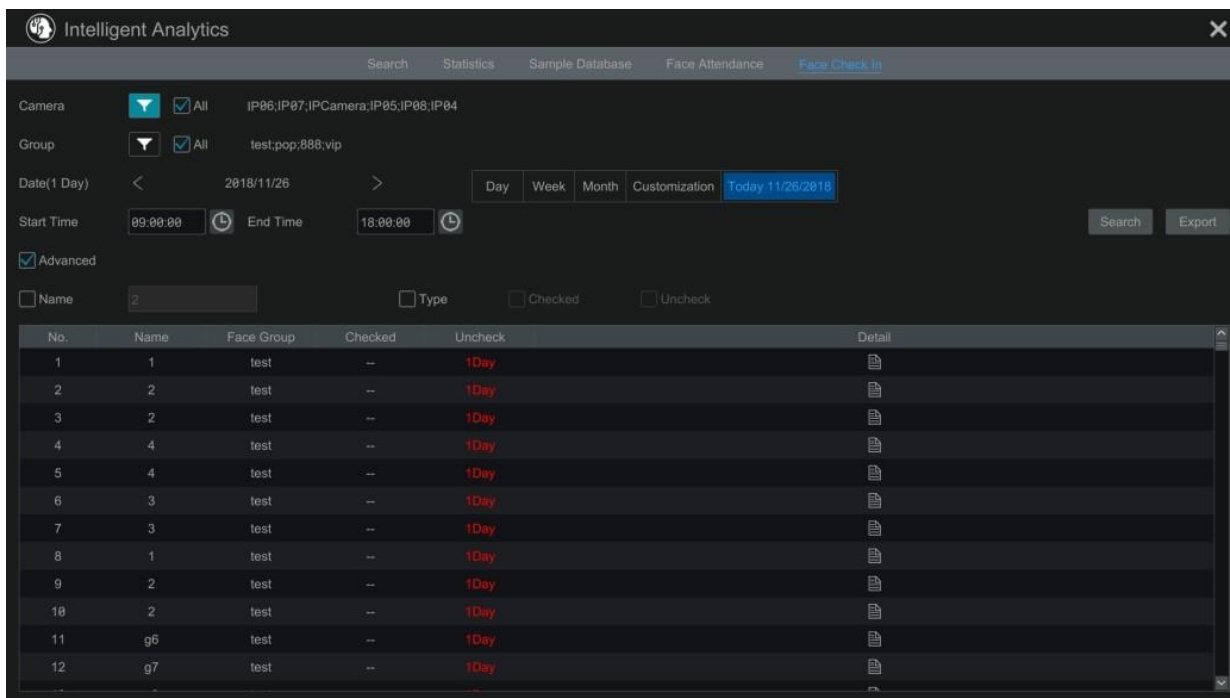 Intelligent Analytics
Search Statistics Sample Database Face Attendance Face Check In
Camera All IP06;IP07;IPCamera;IP05;IP08;IP04
Group All test;pop;888;vip
Date(1 Day) < 2018/11/26 > Day Week Month Customization Today 11/26/2018
Start Time 09:00:00 End Time 18:00:00 Search Export
Advanced
Name 2 Type Checked Uncheck
No. Name Face Group Checked Uncheck Detail
1 1 test -- 1Day
2 2 test -- 1Day
3 2 test -- 1Day
4 4 test -- 1Day
5 4 test -- 1Day
6 3 test -- 1Day
7 3 test -- 1Day
8 1 test -- 1Day
9 2 test -- 1Day
10 2 test -- 1Day
11 g6 test -- 1Day
12 g7 test -- 1Day